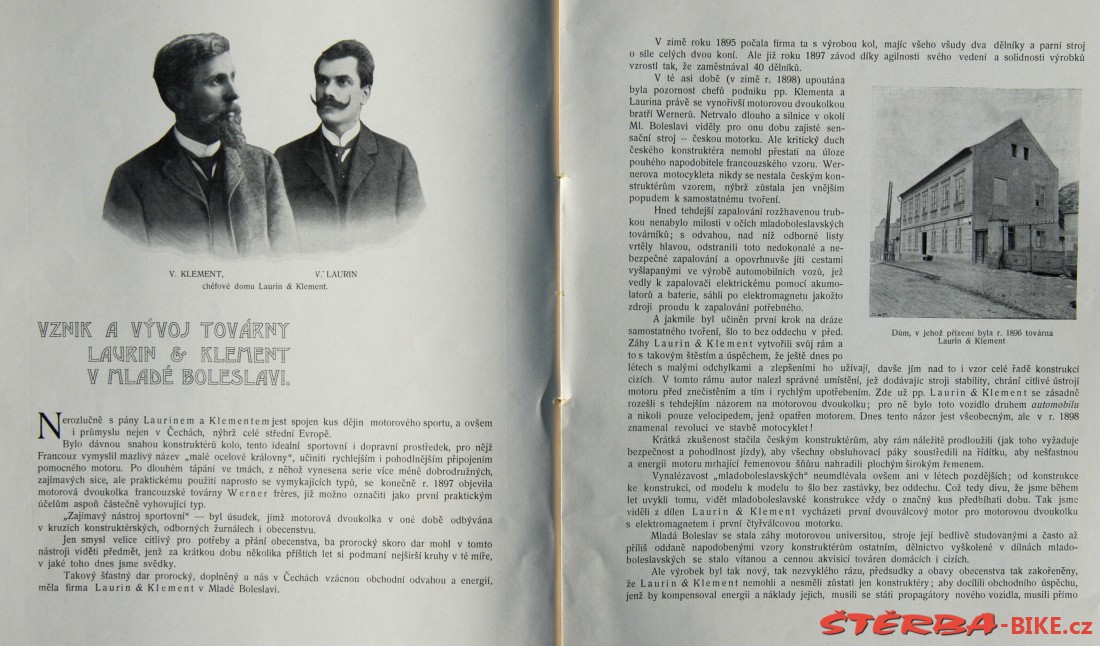 V. KLEMENT, V. LAURIN
chéfové domu Laurin & Klement.
VZNIK A VÝVOJ TOVÁRNY
LAURIN & KLEMENT
V MLADÉ BOLESLAVI.
Nerozlučně s pány Laurinem a Klementem jest spojen kus dějin motorového sportu, a ovšem
i průmyslu nejen v Čechách, nýbrž celé střední Evropě.
Bylo dávnou snahou konstruktérů kolo, tento ideální sportovní i dopravní prostředek, pro nějž
Francouz vymyslil mazlivý název „malé ocelové královny", učiniti rychlejším i pohodlnějším připojením
pomocného motoru. Po dlouhém tápání ve tmách, z něhož vynesena serie více méně dobrodružných,
zajímavých sice, ale praktickému použití naprosto se vymykajících typů, se konečně r. 1897 objevila
motorová dvoukolka francouzské továrny Werner frères, již možno označiti jako první praktickým
účelům aspoň částečně vyhovující typ.
„Zajímavý nástroj sportovní" — byl úsudek, jímž motorová dvoukolka v oné době odbývána
v kruzích konstruktérských, odborných žurnálech i obecenstvu.
Jen smysl velice citlivý pro potřeby a přání obecenstva, ba prorocký skoro dar mohl v tomto
nástroji viděti předmět, jenž za krátkou dobu několika příštích let si podmaní nejširší kruhy v té míře,
v jaké toho dnes jsme svědky.
Takový šťastný dar prorocký, doplněný u nás v Čechách vzácnou obchodní odvahou a energií,
měla firma Laurin & Klement v Mladé Boleslavi.
V zimě roku 1895 počala firma ta s výrobou kol, majíc všeho všudy dva dělníky a parní stroj
o síle celých dvou koní. Ale již roku 1897 závod díky agilnosti svého vedení a solidnosti výrobků
vzrostl tak, že zaměstnával 40 dělníků.
V té asi době (v zimě r. 1898) upoutána
byla pozornost chefů podniku pp. Klementa a
Laurina právě se vynořivší motorovou dvoukolkou
bratří Wernerů. Netrvalo dlouho a silnice v okolí
Ml. Boleslavi viděly pro onu dobu zajisté sen-
sační stroj – českou motorku. Ale kritický duch
českého konstruktéra nemohl přestati na úloze
pouhého napodobitele francouzského vzoru. Wer-
nerova motocykleta nikdy se nestala českým kon-
struktérům vzorem, nýbrž zůstala jen vnějším
popudem k samostatnému tvoření.
Hned tehdejší zapalování rozžhavenou trub-
kou nenabylo milosti v očích mladoboleslavských
továrníků; s odvahou, nad níž odborné listy
vrtěly hlavou, odstranili toto nedokonalé a ne-
bezpečné zapalování a opovrhnuvše jíti cestami
vyšlapanými ve výrobě automobilních vozů, jež
vedly k zapalovači elektrickému pomocí akumo-
látorů a baterie, sáhli po elektromagnetu jakožto
zdroji proudu k zapalování potřebného.
A jakmile byl učiněn první krok na dráze
samostatného tvoření, šlo to bez oddechu v před.
Záhy Laurin & Klement vytvořili svůj rám a
to s takovým štěstím a úspěchem, že ještě dnes po
létech s malými odchylkami a zlepšeními ho užívají, davše jím nad to i vzor celé řadě konstrukcí
cizích. V tomto rámu autor nalezl správné umístění, jež dodávajíc stroji stability, chrání citlivé ústrojí
motoru před znečistěním a tím i rychlým upotřebením. Zde už pp. Laurin & Klement se zásadně
rozešli s tehdejším názorem na motorovou dvoukolku; pro ně bylo toto vozidlo druhem automobilu
a nikoli pouze velocipedem, jenž opatřen motorem. Dnes tento názor jest všeobecným, ale v r. 1898
znamenal revoluci ve stavbě motocyklet!
Krátká zkušenost stačila českým konstruktérům, aby rám náležitě prodloužili (jak toho vyžaduje
bezpečnost a pohodlnost jízdy), aby všechny obsluhovací páky soustředili na řídítku, aby nešťastnou
a energii motoru mrhající řemenovou šňůru nahradili plochým širokým řemenem.
Vynalézavost „mladoboleslavských" neumdlévala ovšem ani v létech pozdějších; od konstrukce
ke konstrukci, od modelu k modelu to šlo bez zastávky, bez oddechu. Což tedy divu, že jsme během
let uvykli tomu, vidět mladoboleslavské konstrukce vždy o značný kus předbíhati dobu. Tak jsme
viděli z dílen Laurin & Klement vycházeti první dvouválcový motor pro motorovou dvoukolku
s elektromagnetem i první čtyřválcovou motorku.
Mladá Boleslav se stala záhy motorovou universitou, stroje její bedlivě studovanými a často až
příliš oddaně napodobenými vzory konstruktérům ostatním, dělnictvo vyškolené v dílnách mlado-
boleslavských se stalo vítanou a cennou akvisicí továren domácích i cizích.
Ale výrobek byl tak nový, tak nezvyklého rázu, předsudky a obavy obecenstva tak zakořeněny,
že Laurin & Klement nemohli a nesměli zůstati jen konstruktéry; aby docílili obchodního úspěchu,
jenž by kompensoval energii a náklady jejich, musili se státi propagátory nového vozidla, musili přímo
Dům, v jehož přízemí byla r. 1896 továrna
Laurin & Klement
ŠTĚRBA-BIKE.cz